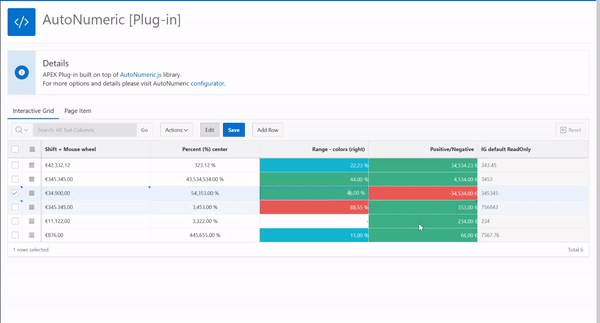 AutoNumeric [Plug-in]
Details
APEX Plug-in built on top of AutoNumeric.js library.
For more options and details please visit AutoNumeric configurator.
Interactive Grid Page Item
Search: All Text Columns Go Actions Edit Save Add Row Reset
Shift + Mouse wheel Percent (%) center Range - colors (right) Positive/Negative IG default ReadOnly
€42.332,12 323.12 % 22.22 % 34,534.23 € 343.45
€345.345,00 43,534,534.00 % 44.00 % 4,534.00 € 3453
€34.900,00 54,353.00 % 46.00 % -34,534.00 € 345345
€345.345,00 3,453.00 % 88.55 % 353.00 € 756843
€11.122,00 3,322.00 % - 234.00 € 234
€876,00 445,655.00 % 11.00 % 66.00 € 7567.76
1 rows selected Total 6